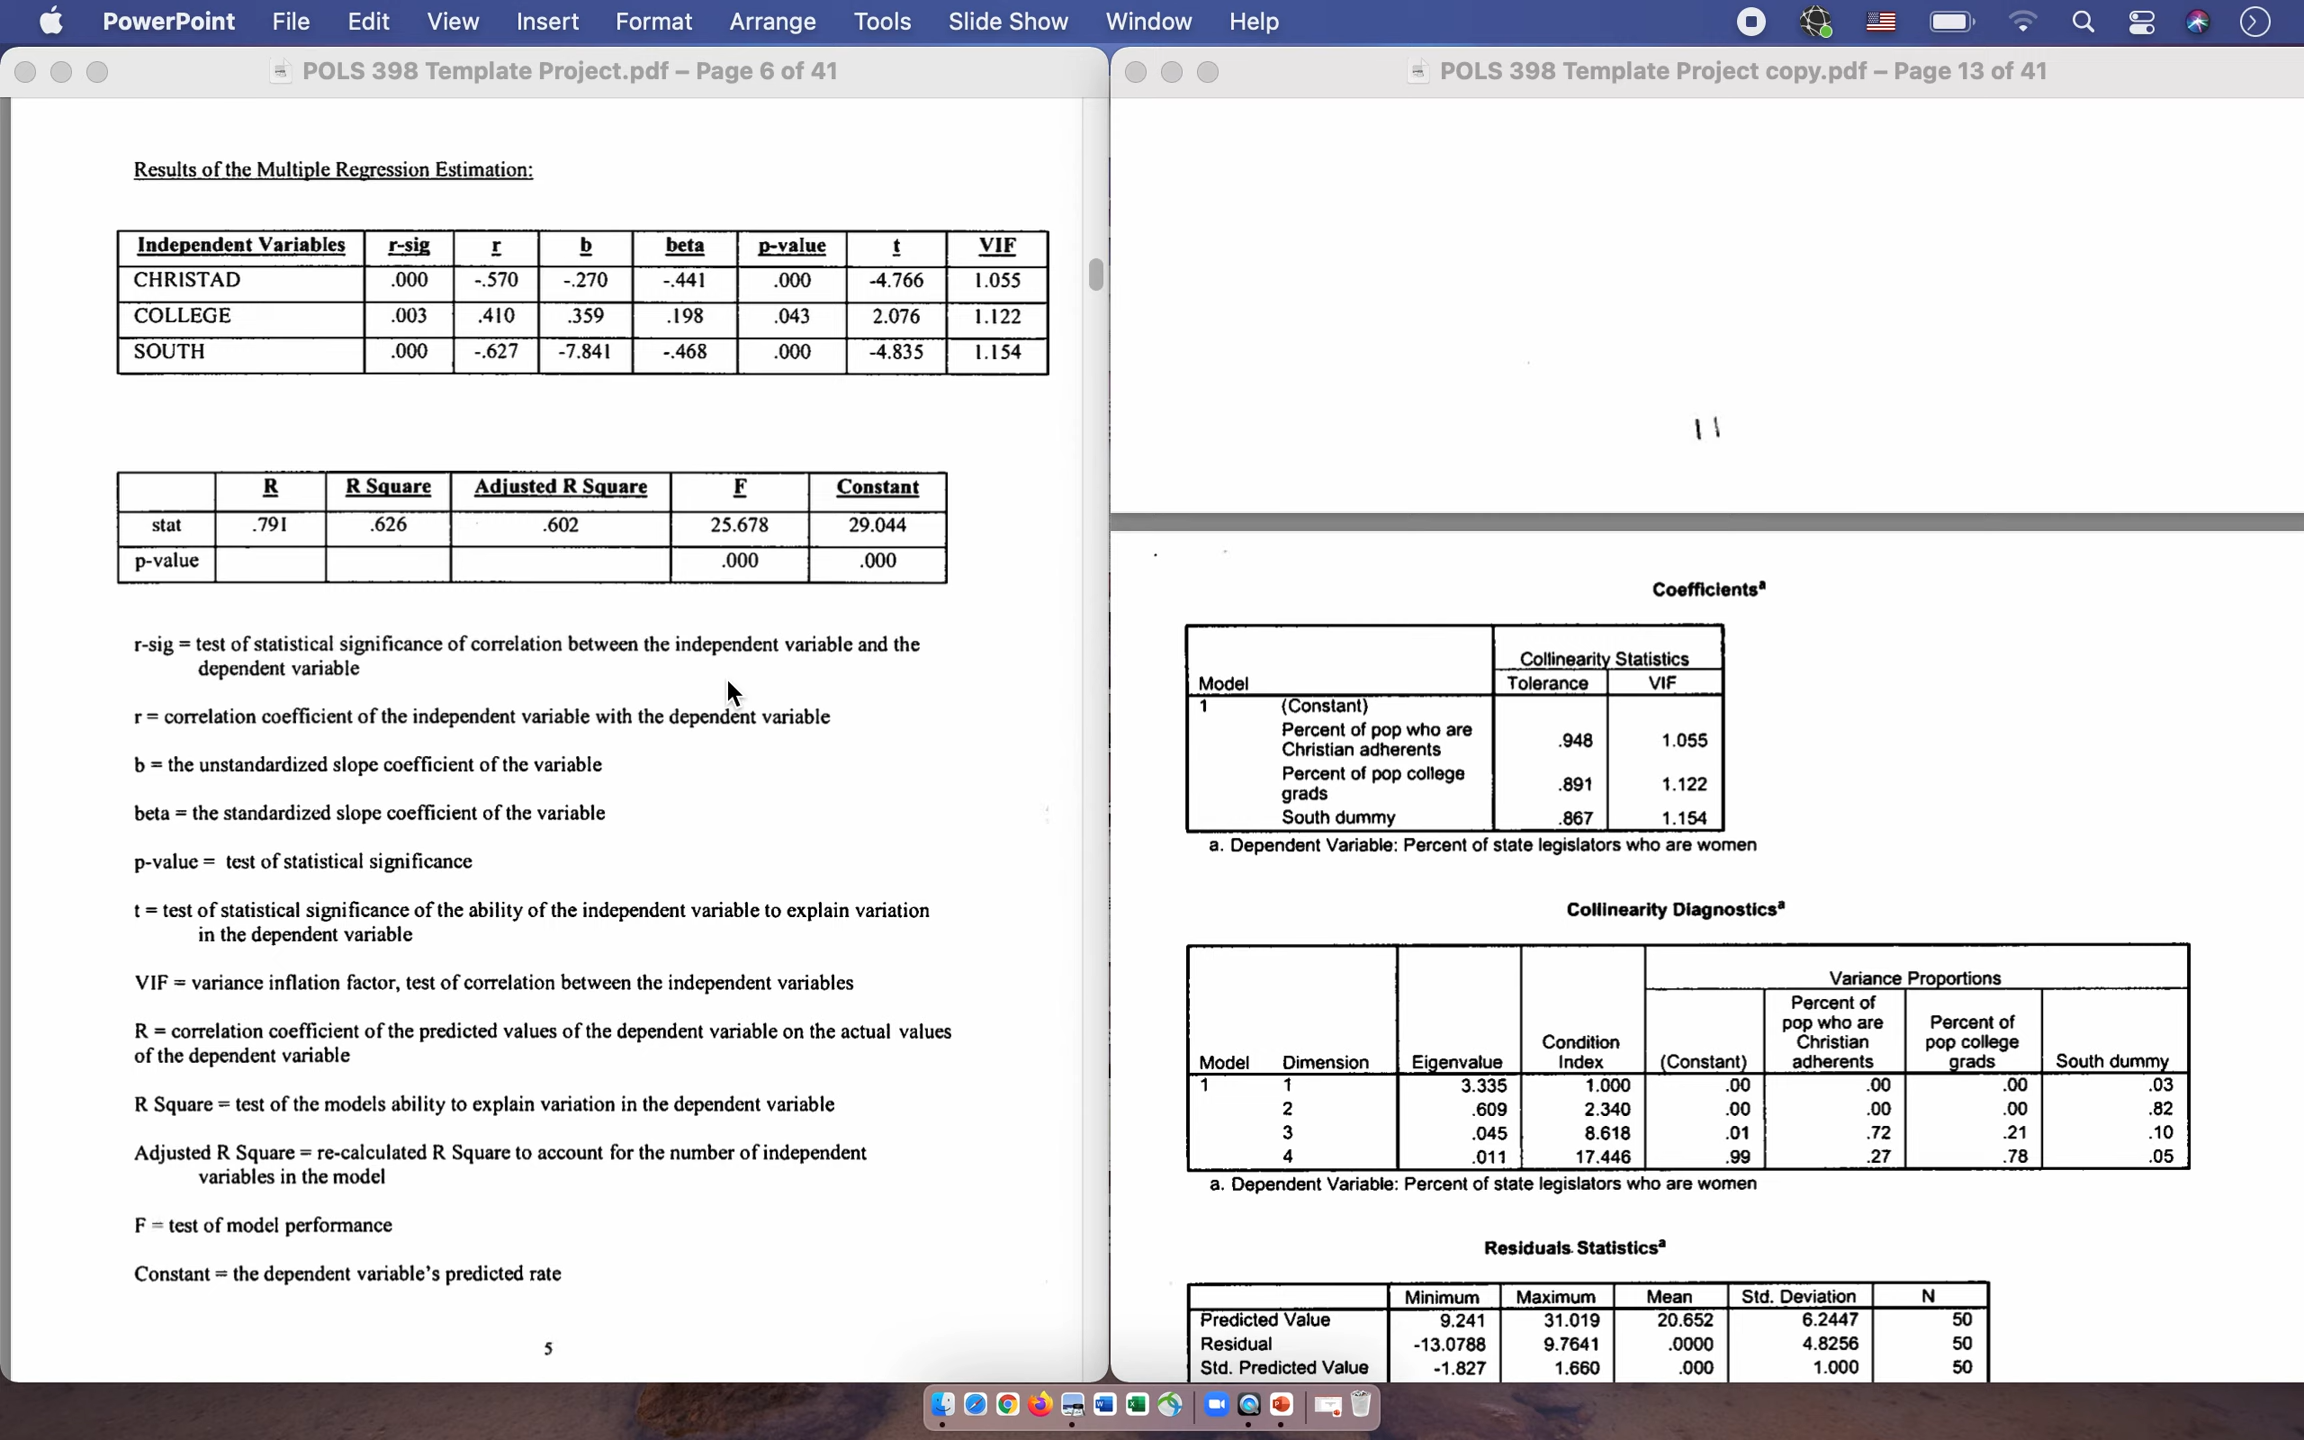 PowerPoint File Edit View Insert Format Arrange Tools Slide Show Window Help
POLS 398 Template Project.pdf – Page 6 of 41
Results of the Multiple Regression Estimation:
Independent Variables r-sig r b beta p-value t VIF
CHRISTAD .000 -.570 -.270 -.441 .000 -4.766 1.055
COLLEGE .003 .410 .359 .198 .043 2.076 1.122
SOUTH .000 -.627 -7.841 -.468 .000 -4.835 1.154
R R Square Adjusted R Square F Constant
stat .791 .626 .602 25.678 29.044
p-value .000 .000
r-sig = test of statistical significance of correlation between the independent variable and the
dependent variable
r = correlation coefficient of the independent variable with the dependent variable
b = the unstandardized slope coefficient of the variable
beta = the standardized slope coefficient of the variable
p-value = test of statistical significance
t = test of statistical significance of the ability of the independent variable to explain variation
in the dependent variable
VIF = variance inflation factor, test of correlation between the independent variables
R = correlation coefficient of the predicted values of the dependent variable on the actual values
of the dependent variable
R Square = test of the models ability to explain variation in the dependent variable
Adjusted R Square = re-calculated R Square to account for the number of independent
variables in the model
F = test of model performance
Constant = the dependent variable's predicted rate
5
POLS 398 Template Project copy.pdf – Page 13 of 41
11
Coefficientsª
Collinearity Statistics
Model Tolerance VIF
1 (Constant)
Percent of pop who are
Christian adherents .948 1.055
Percent of pop college
grads .891 1.122
South dummy .867 1.154
a. Dependent Variable: Percent of state legislators who are women
Collinearity Diagnosticsª
Variance Proportions
Model Dimension Eigenvalue Condition Index (Constant) Percent of pop who are Christian adherents Percent of pop college grads South dummy
1 1 3.335 1.000 .00 .00 .00 .03
2 .609 2.340 .00 .00 .00 .82
3 .045 8.618 .01 .72 .21 .10
4 .011 17.446 .99 .27 .78 .05
a. Dependent Variable: Percent of state legislators who are women
Residuals Statisticsª
Minimum Maximum Mean Std. Deviation N
Predicted Value 9.241 31.019 20.652 6.2447 50
Residual -13.0788 9.7641 .0000 4.8256 50
Std. Predicted Value -1.827 1.660 .000 1.000 50